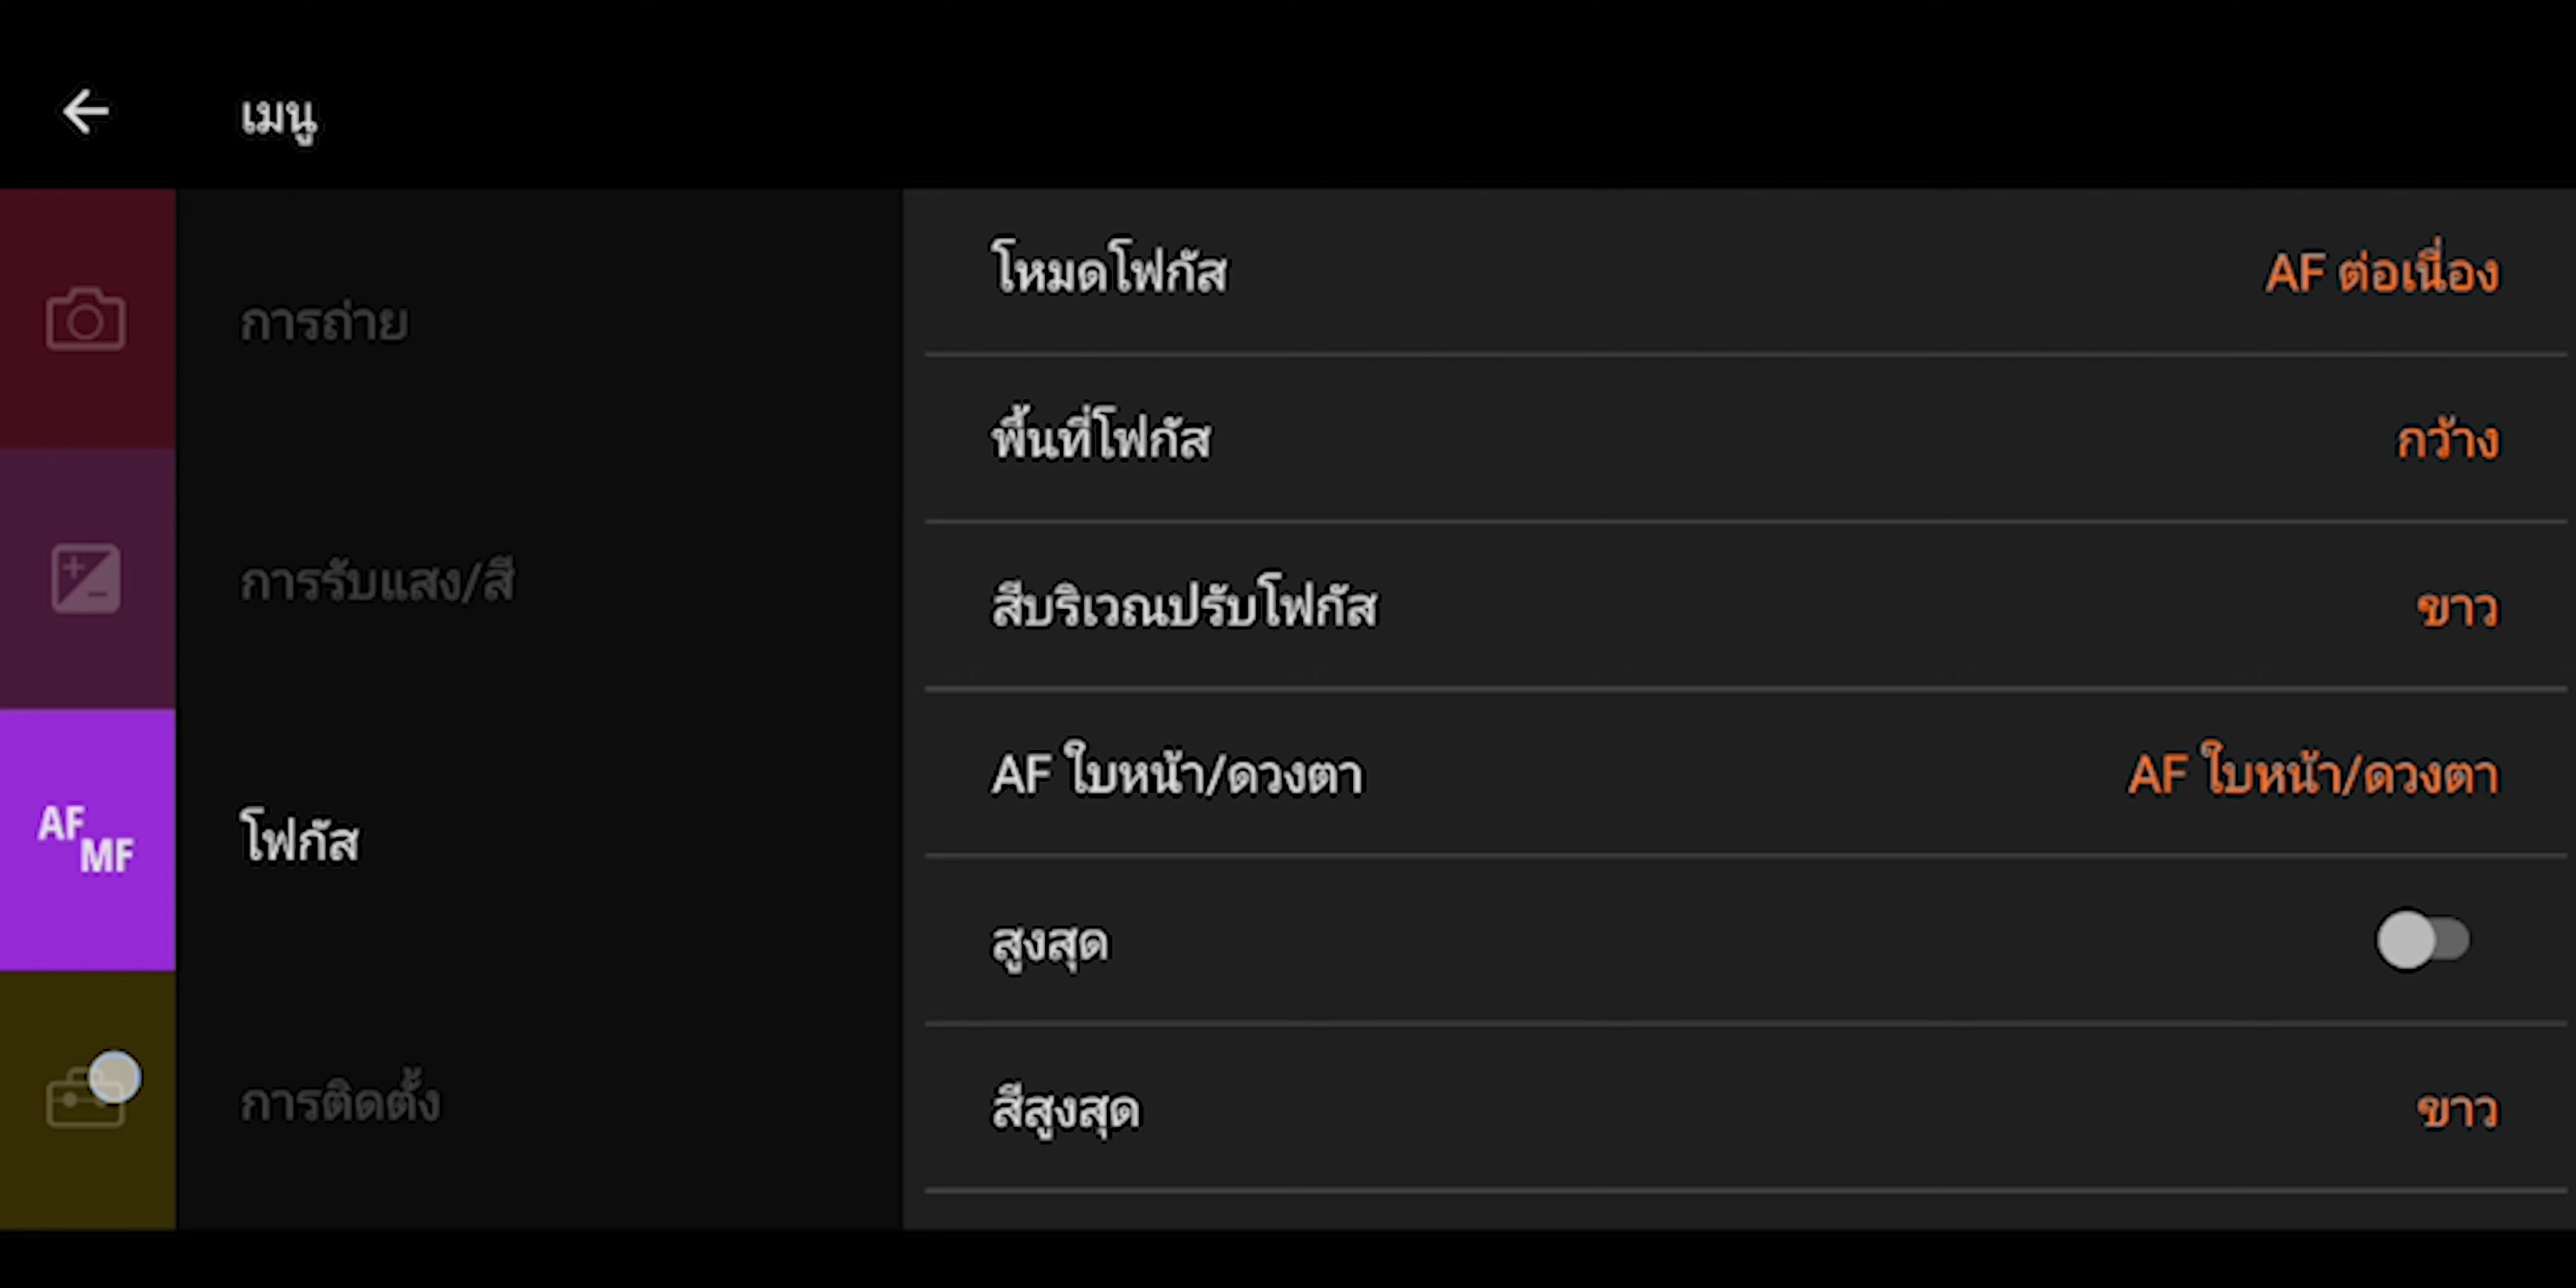 เมนู
การถ่าย
การรับแสง/สี
AF
MF
โฟกัส
การติดตั้ง
โหมดโฟกัส AF ต่อเนื่อง
พื้นที่โฟกัส กว้าง
สีบริเวณปรับโฟกัส ขาว
AF ใบหน้า/ดวงตา AF ใบหน้า/ดวงตา
สูงสุด
สีสูงสุด ขาว